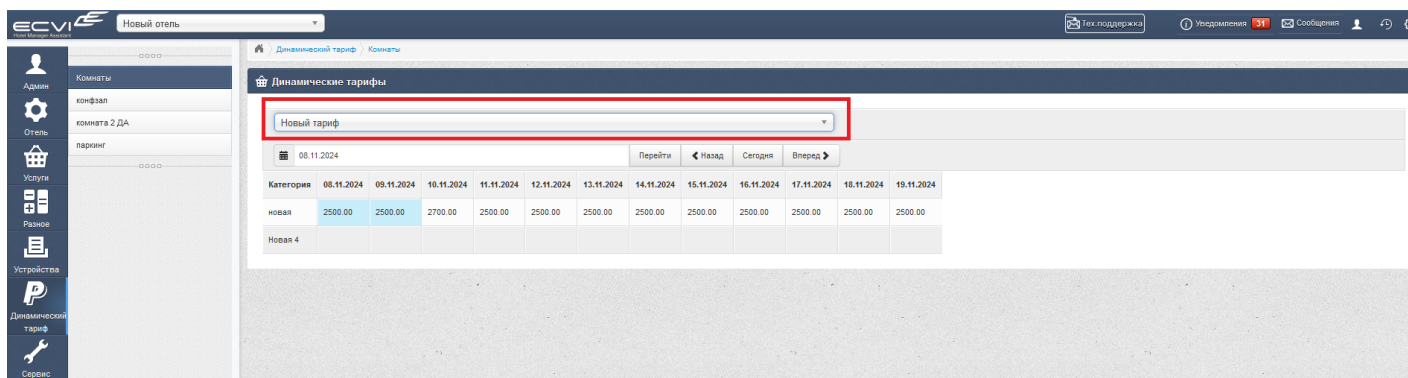 ECVI
Hotel Manager Assistant
Новый отель
Тех.поддержка
Уведомления 31
Сообщения
Админ
Отель
Услуги
Разное
Устройства
Динамический тариф
Сервис
Комнаты
конфзал
комната 2 ДА
паркинг
Динамический тариф Комнаты
Динамические тарифы
Новый тариф
08.11.2024 Перейти Назад Сегодня Вперед
Категория 08.11.2024 09.11.2024 10.11.2024 11.11.2024 12.11.2024 13.11.2024 14.11.2024 15.11.2024 16.11.2024 17.11.2024 18.11.2024 19.11.2024
новая 2500.00 2500.00 2700.00 2500.00 2500.00 2500.00 2500.00 2500.00 2500.00 2500.00 2500.00 2500.00
Новая 4